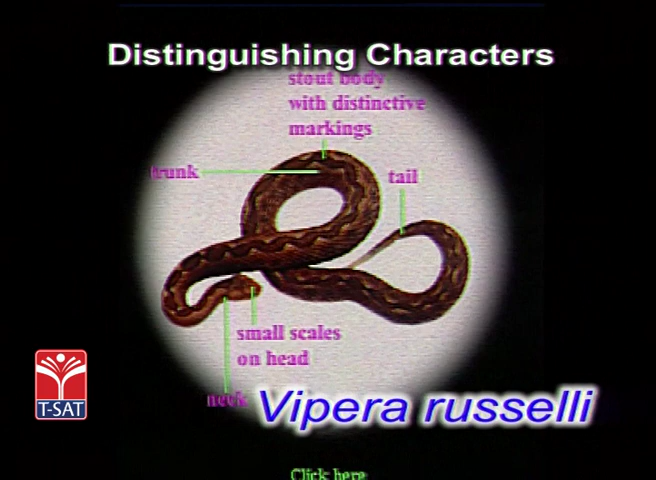 Distinguishing Characters
stout body
with distinctive
markings
trunk
tail
small scales
on head
neck
Vipera russelli
T-SAT
Click here